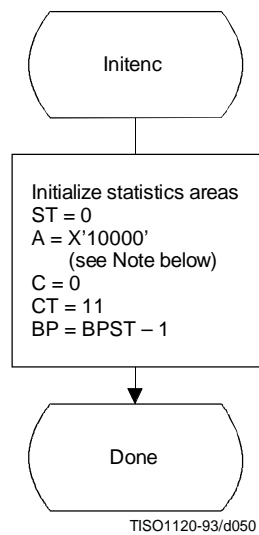 Initenc
Initialize statistics areas
ST = 0
A = X'10000'
(see Note below)
C = 0
CT = 11
BP = BPST – 1
Done
TISO1120-93/d050